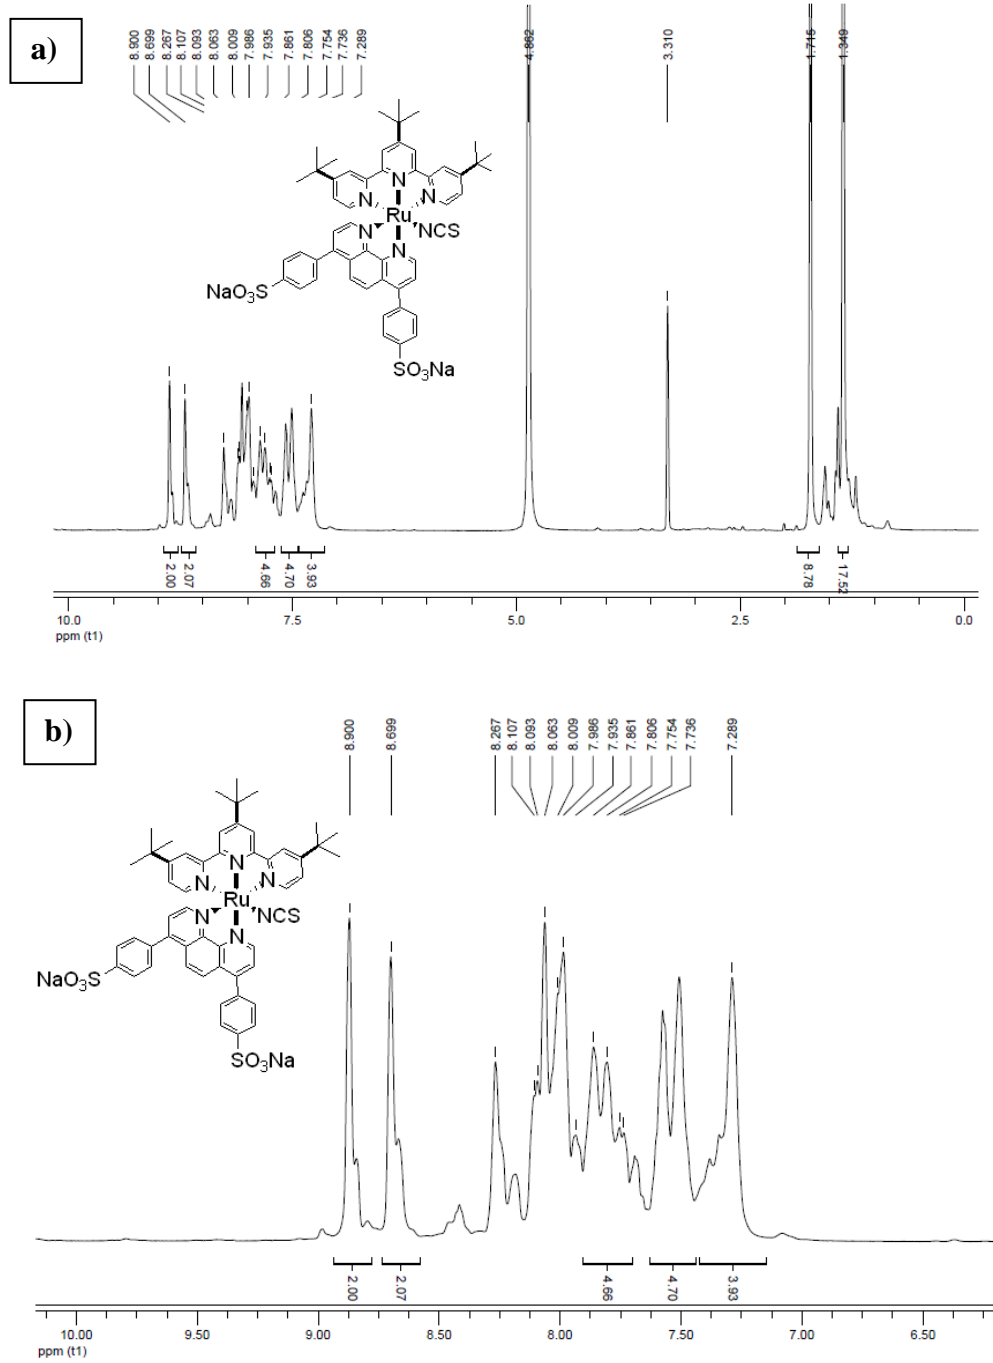 a)
8.900
8.699
8.267
8.107
8.093
8.063
8.009
7.986
7.935
7.861
7.806
7.754
7.736
7.289
4.862
3.310
1.715
1.349
N
N
N
Ru
N
NCS
N
NaO3S
SO3Na
2.00
2.07
4.66
4.70
3.93
8.78
17.52
10.0 7.5 5.0 2.5 0.0
ppm (t1)
b)
8.900
8.699
8.267
8.107
8.093
8.063
8.009
7.986
7.935
7.861
7.806
7.754
7.736
7.289
N
N
N
Ru
N
NCS
N
NaO3S
SO3Na
2.00
2.07
4.66
4.70
3.93
10.00 9.50 9.00 8.50 8.00 7.50 7.00 6.50
ppm (t1)